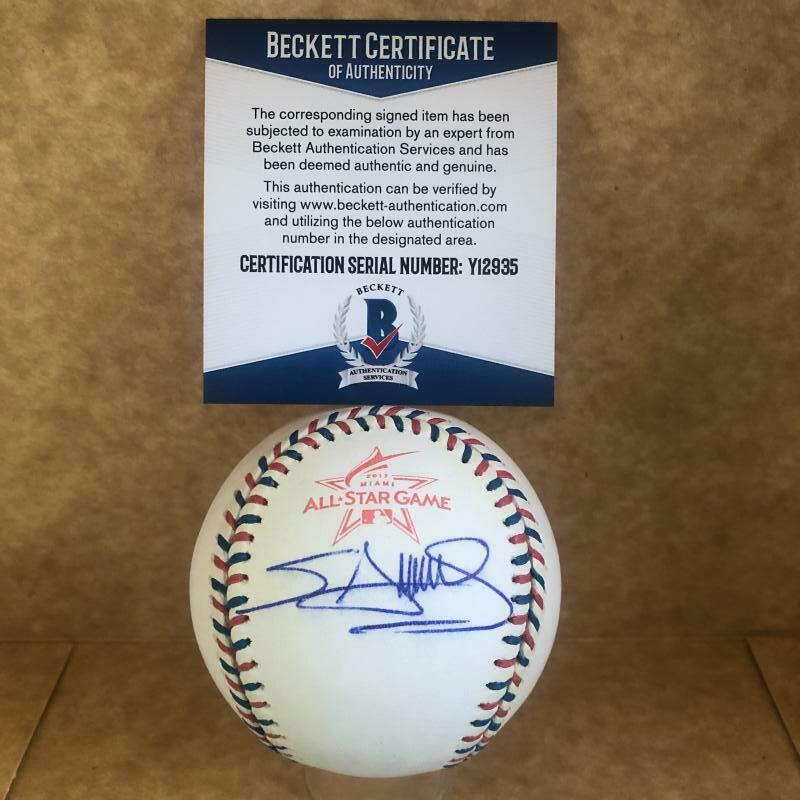 BECKETT CERTIFICATE
OF AUTHENTICITY
The corresponding signed item has been
subjected to examination by an expert from
Beckett Authentication Services and has
been deemed authentic and genuine.
This authentication can be verified by
visiting www.beckett-authentication.com
and utilizing the below authentication
number in the designated area.
CERTIFICATION SERIAL NUMBER: Y12935
BECKETT
B
AUTHENTICATION
SERVICES
2017
MIAMI
ALL★STAR GAME